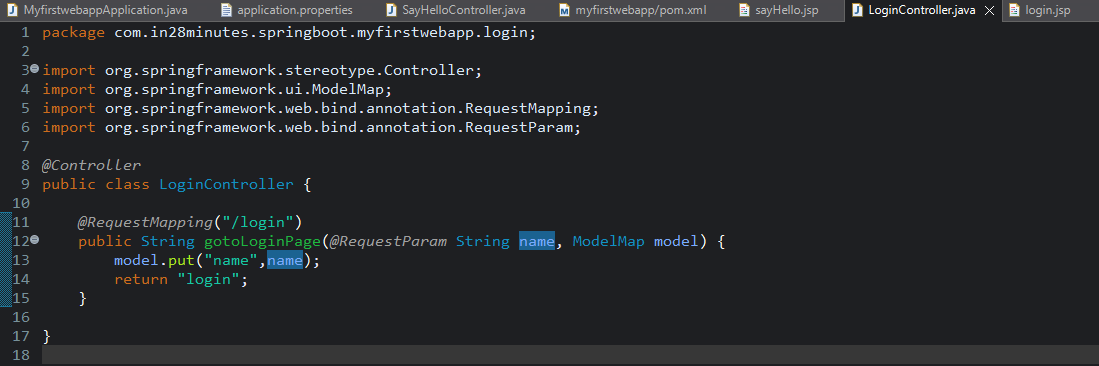 MyfirstwebappApplication.java application.properties SayHelloController.java myfirstwebapp/pom.xml sayHello.jsp LoginController.java login.jsp
1 package com.in28minutes.springboot.myfirstwebapp.login;
2
3 import org.springframework.stereotype.Controller;
4 import org.springframework.ui.ModelMap;
5 import org.springframework.web.bind.annotation.RequestMapping;
6 import org.springframework.web.bind.annotation.RequestParam;
7
8 @Controller
9 public class LoginController {
10
11     @RequestMapping("/login")
12     public String gotoLoginPage(@RequestParam String name, ModelMap model) {
13         model.put("name",name);
14         return "login";
15     }
16
17 }
18